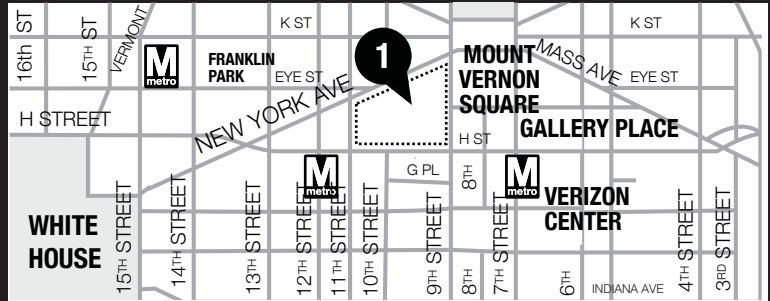 16th ST
15TH ST
VERMONT
M
metro
FRANKLIN
PARK
K ST
EYE ST
1
MOUNT
VERNON
SQUARE
MASS AVE
K ST
EYE ST
H STREET
NEW YORK AVE
H ST
GALLERY PLACE
G PL
M
metro
8TH
M
metro
VERIZON
CENTER
WHITE
HOUSE
15TH STREET
14TH STREET
13TH STREET
12TH STREET
11TH STREET
10TH STREET
9TH STREET
8TH
7TH STREET
6TH
INDIANA AVE
4TH STREET
3RD STREET